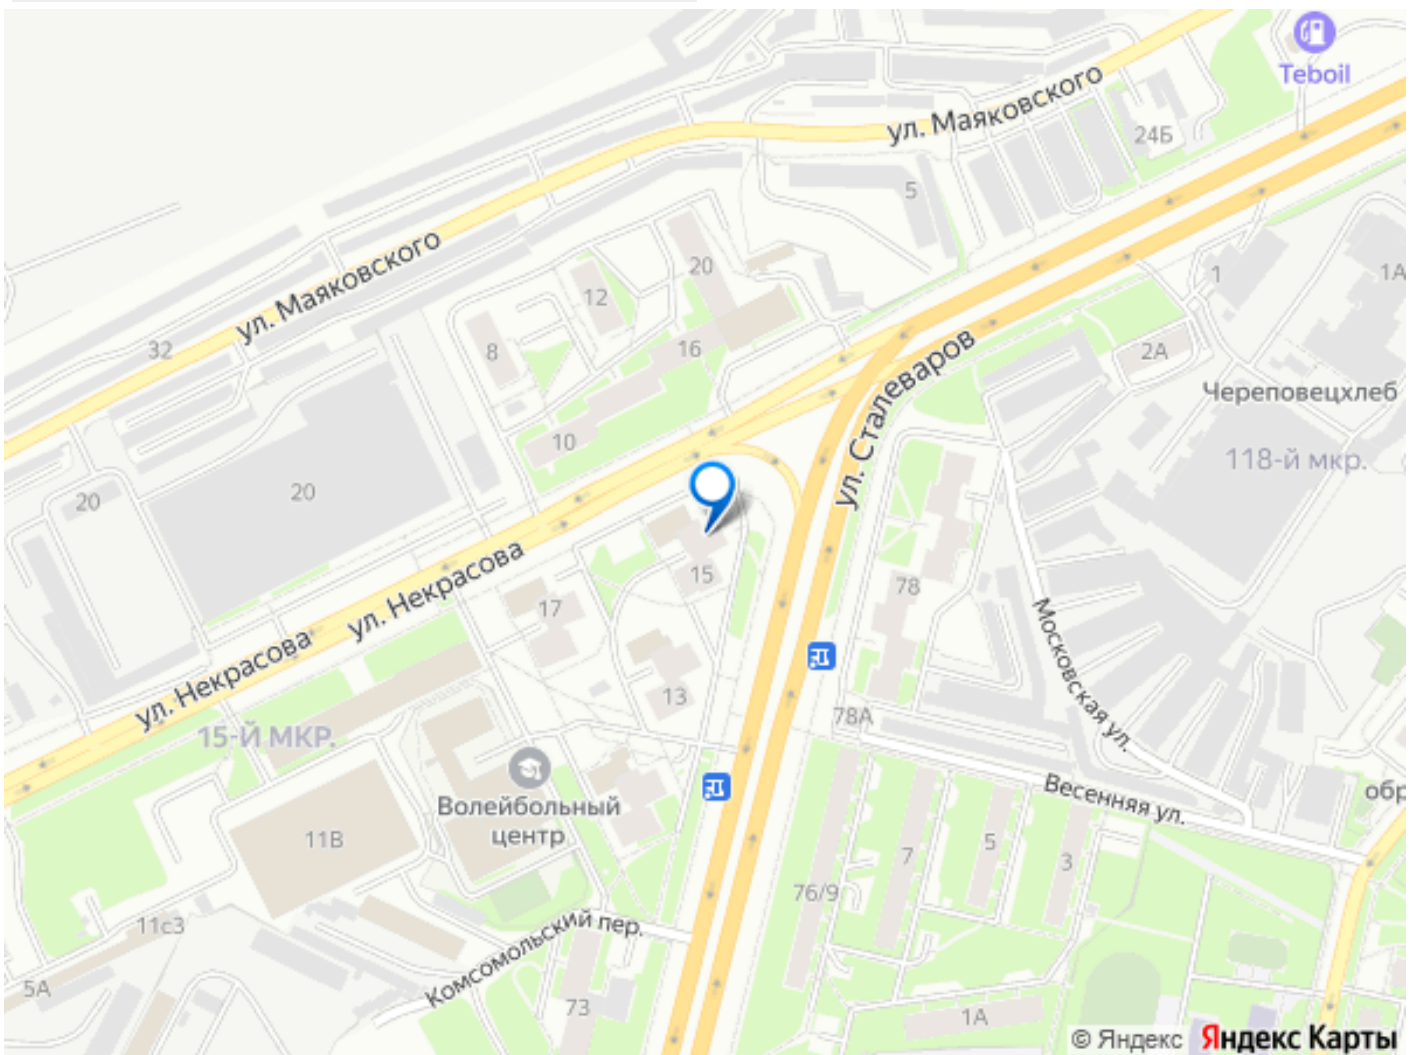 Teboil
ул. Маяковского
24Б
5
20
1
1А
ул. Маяковского
12
32
8
16
2А
ул. Сталеваров
Череповецхлеб
10
118-й мкр.
20
20
ул. Некрасова
15
17
78
ул. Некрасова
13
Московская ул.
15-Й МКР.
78А
Волейбольный
центр
Весенняя ул.
обр
11В
7
5
3
76/9
11с3
Комсомольский пер.
5А
73
1А
© Яндекс Яндекс Карты